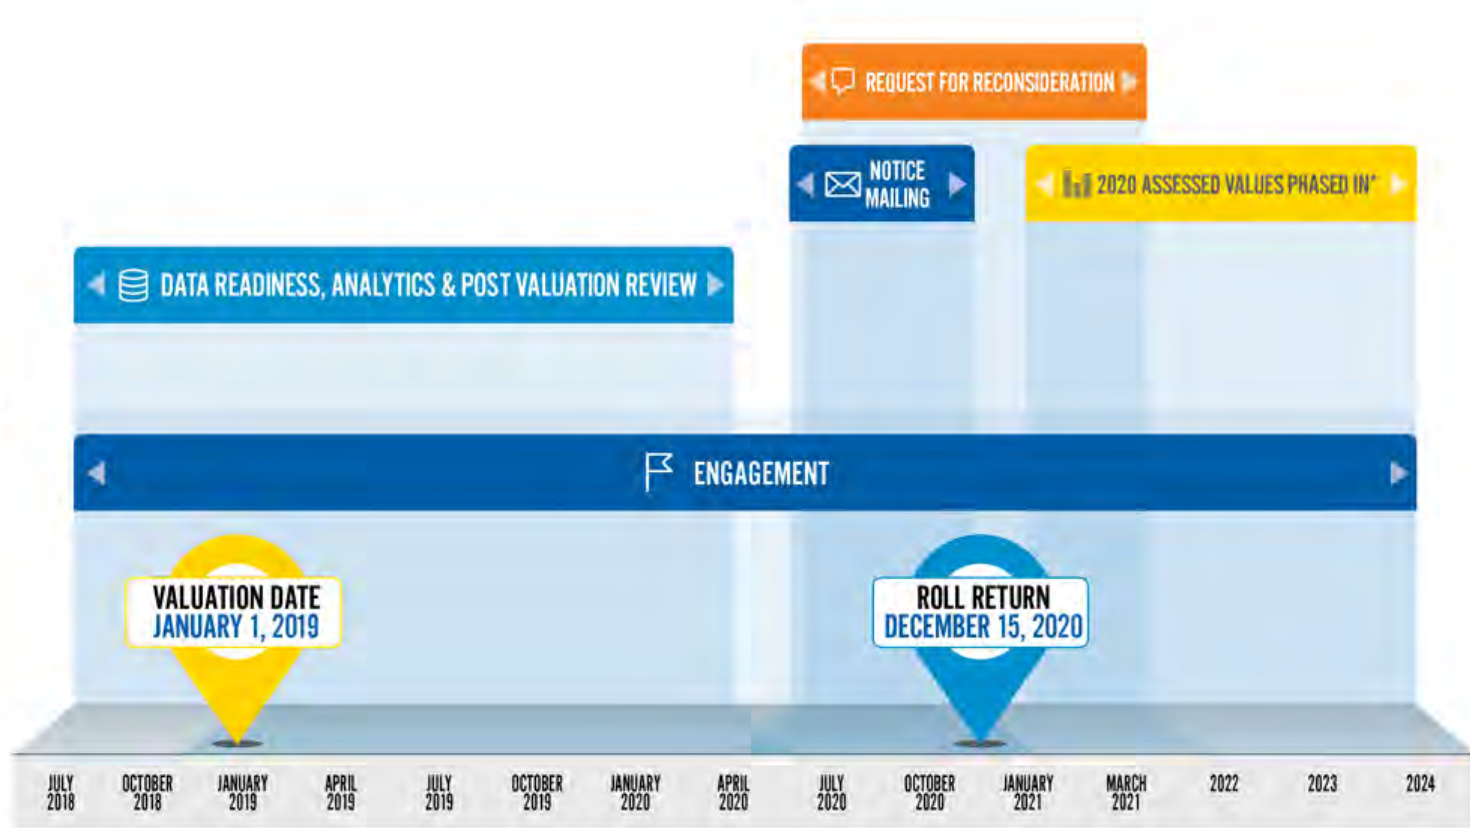 REQUEST FOR RECONSIDERATION
NOTICE
MAILING
2020 ASSESSED VALUES PHASED IN*
DATA READINESS, ANALYTICS & POST VALUATION REVIEW
ENGAGEMENT
VALUATION DATE
JANUARY 1, 2019
ROLL RETURN
DECEMBER 15, 2020
JULY
2018
OCTOBER
2018
JANUARY
2019
APRIL
2019
JULY
2019
OCTOBER
2019
JANUARY
2020
APRIL
2020
JULY
2020
OCTOBER
2020
JANUARY
2021
MARCH
2021
2022
2023
2024